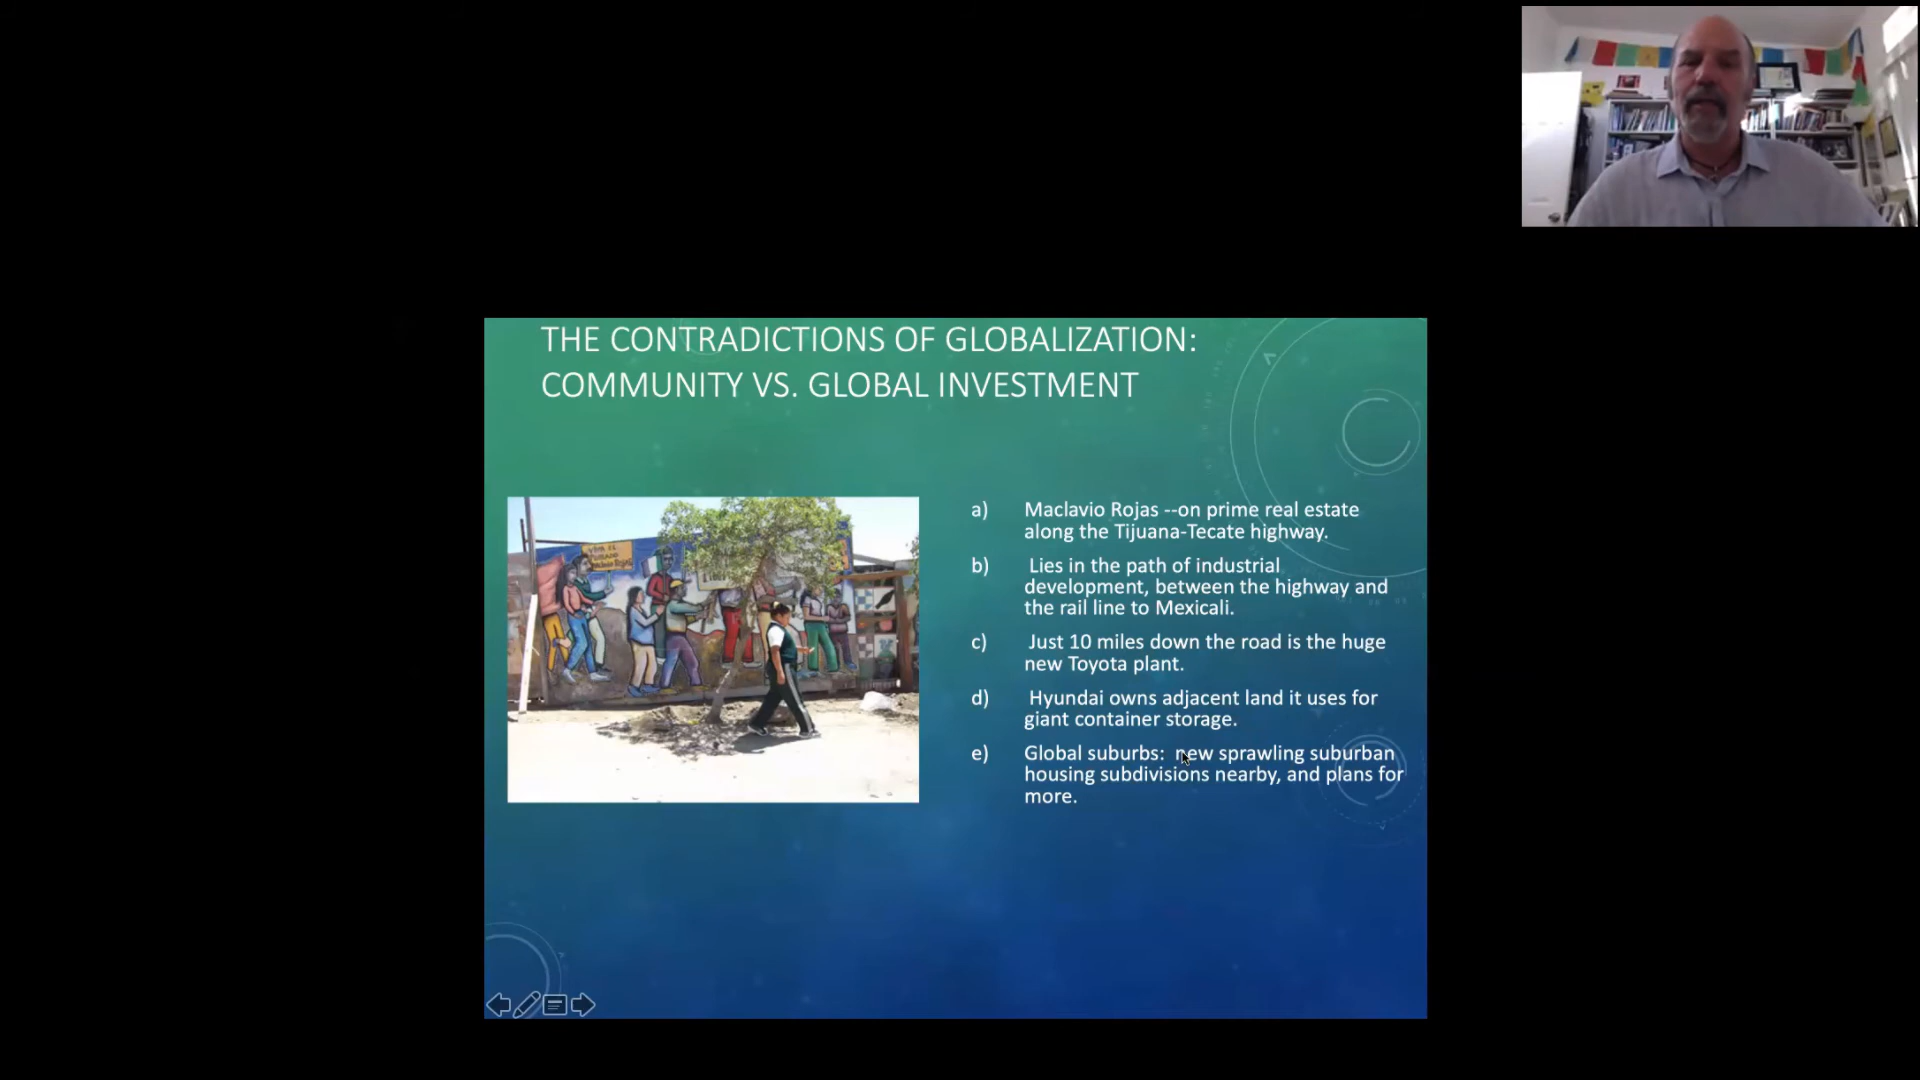 THE CONTRADICTIONS OF GLOBALIZATION:
COMMUNITY VS. GLOBAL INVESTMENT
VIVA EL
a) Maclavio Rojas --on prime real estate
along the Tijuana-Tecate highway.
b) Lies in the path of industrial
development, between the highway and
the rail line to Mexicali.
c) Just 10 miles down the road is the huge
new Toyota plant.
d) Hyundai owns adjacent land it uses for
giant container storage.
e) Global suburbs: new sprawling suburban
housing subdivisions nearby, and plans for
more.